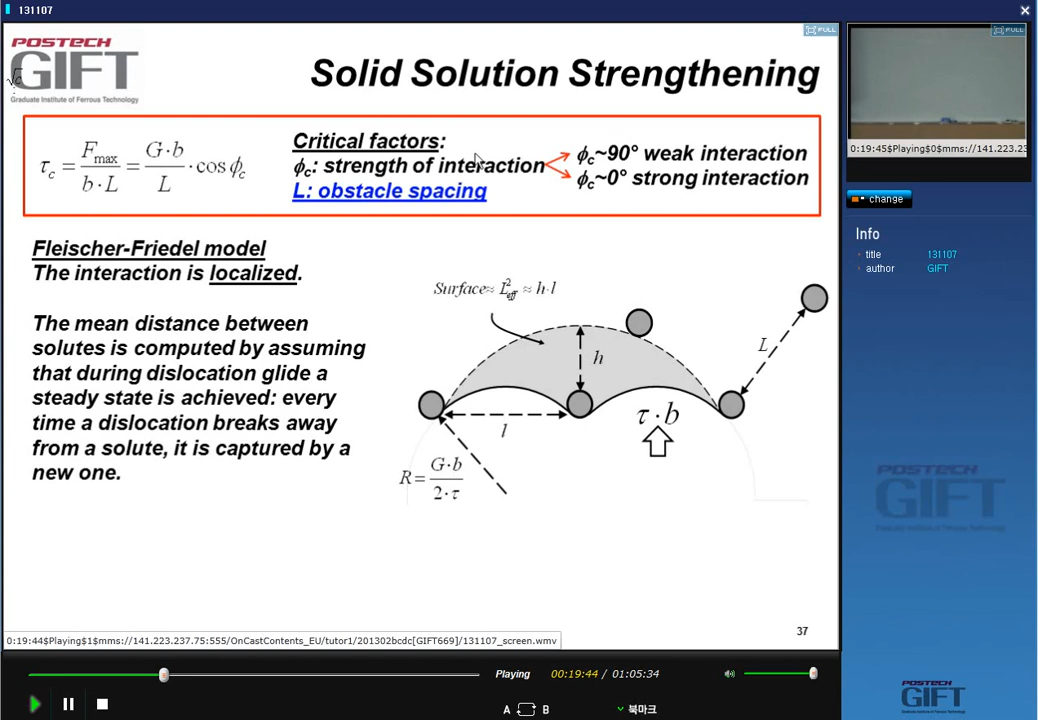 131107
POSTECH
GIFT
Graduate Institute of Ferrous Technology
Solid Solution Strengthening
τc = Fmax / b·L = G·b / L · cos ϕc
Critical factors:
ϕc: strength of interaction
L: obstacle spacing
ϕc~90° weak interaction
ϕc~0° strong interaction
Fleischer-Friedel model
The interaction is localized.
The mean distance between
solutes is computed by assuming
that during dislocation glide a
steady state is achieved: every
time a dislocation breaks away
from a solute, it is captured by a
new one.
Surface≈ L²eff ≈ h·l
h
L
l
τ·b
R= G·b / 2·τ
37
0:19:44$Playing$1$mms://141.223.237.75:555/OnCastContents_EU/tutor1/201302bcdc[GIFT669]/131107_screen.wmv
Playing
00:19:44 / 01:05:34
A B
북마크
FULL
FULL
0:19:45$Playing$0$mms://141.223.23
change
Info
title 131107
author GIFT
POSTECH
GIFT
POSTECH
GIFT
Graduate Institute of Ferrous Technology